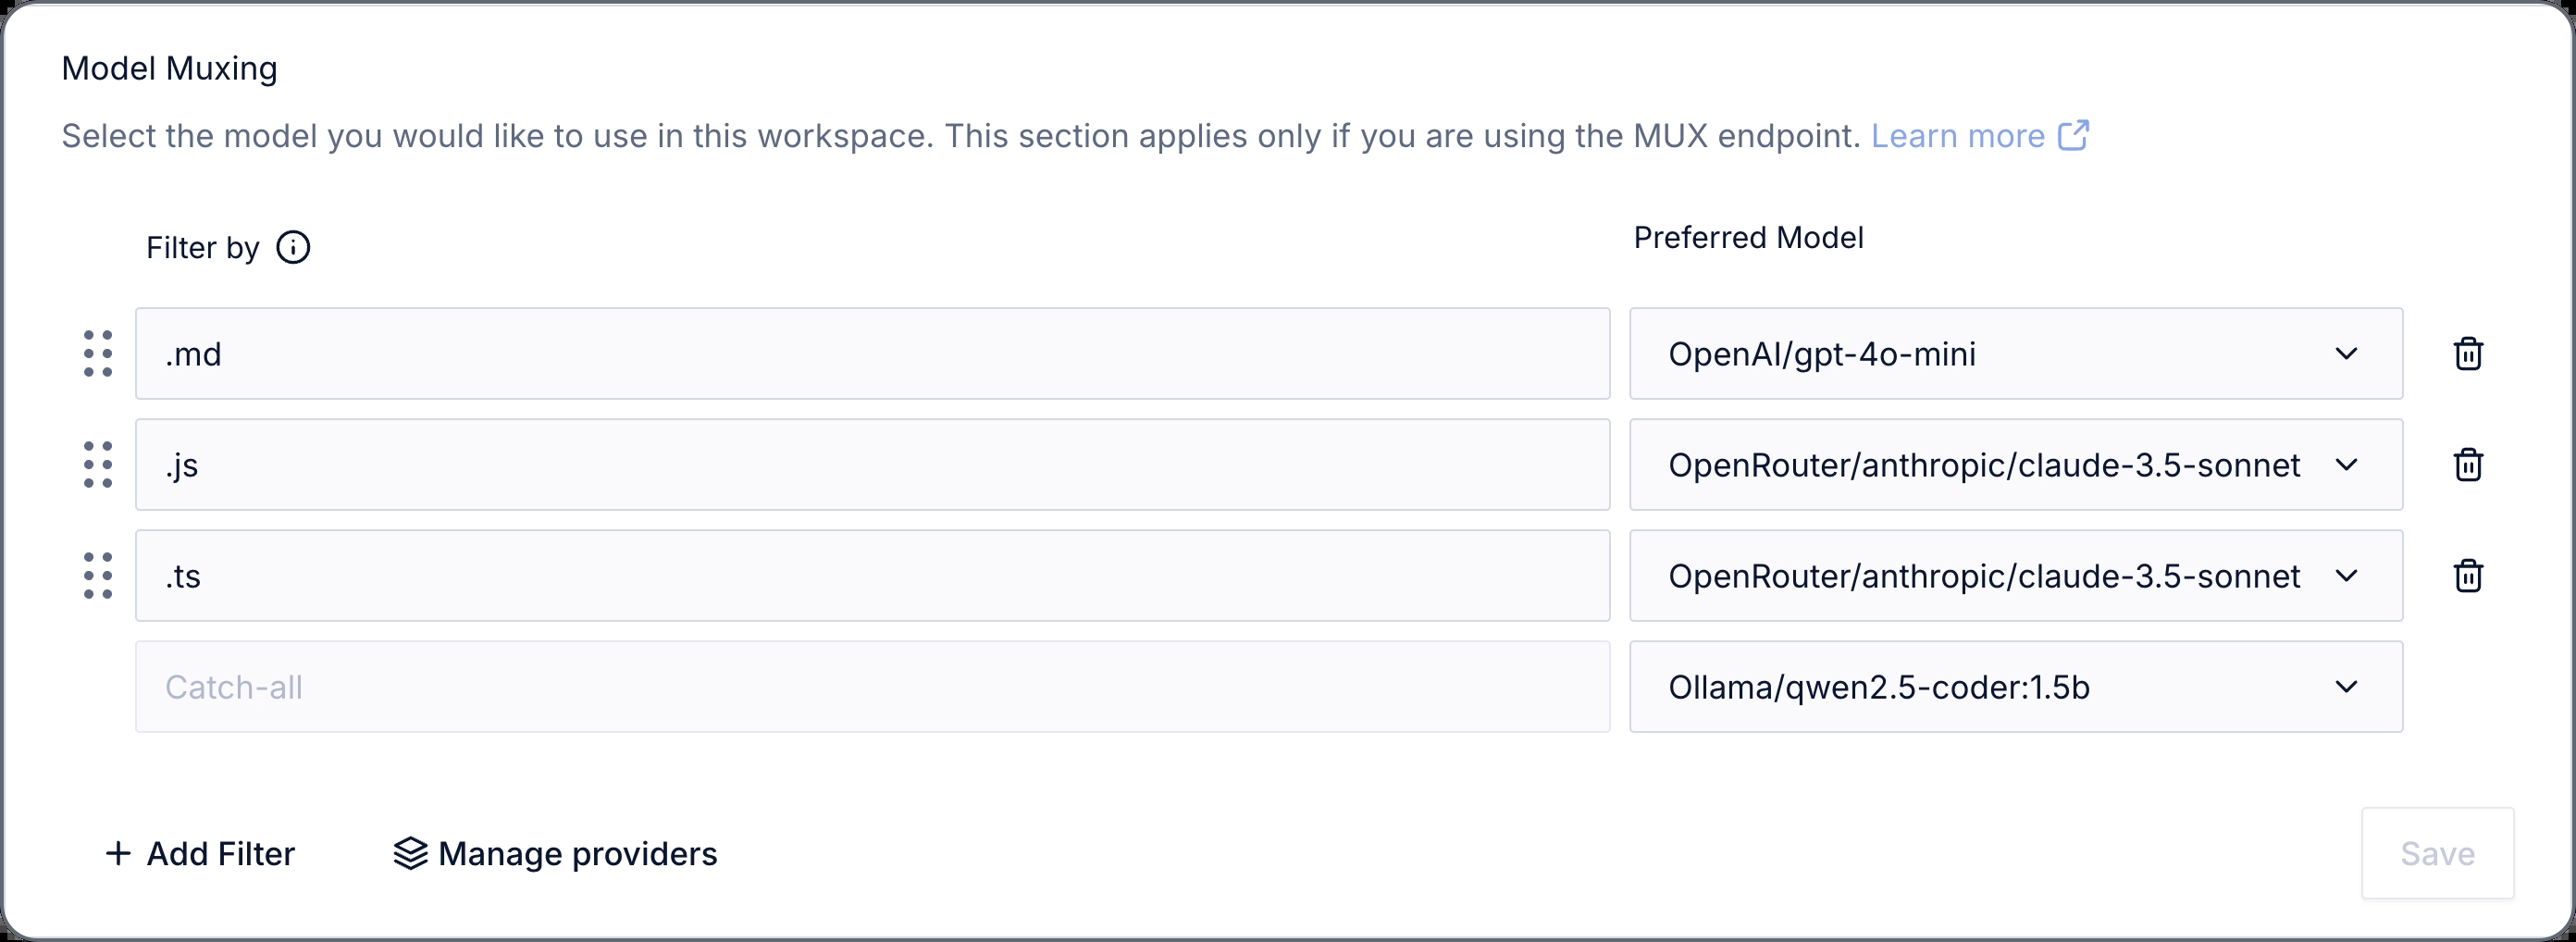 Model Muxing
Select the model you would like to use in this workspace. This section applies only if you are using the MUX endpoint. Learn more
Filter by
Preferred Model
.md
OpenAI/gpt-4o-mini
.js
OpenRouter/anthropic/claude-3.5-sonnet
.ts
OpenRouter/anthropic/claude-3.5-sonnet
Catch-all
Ollama/qwen2.5-coder:1.5b
+ Add Filter
Manage providers
Save